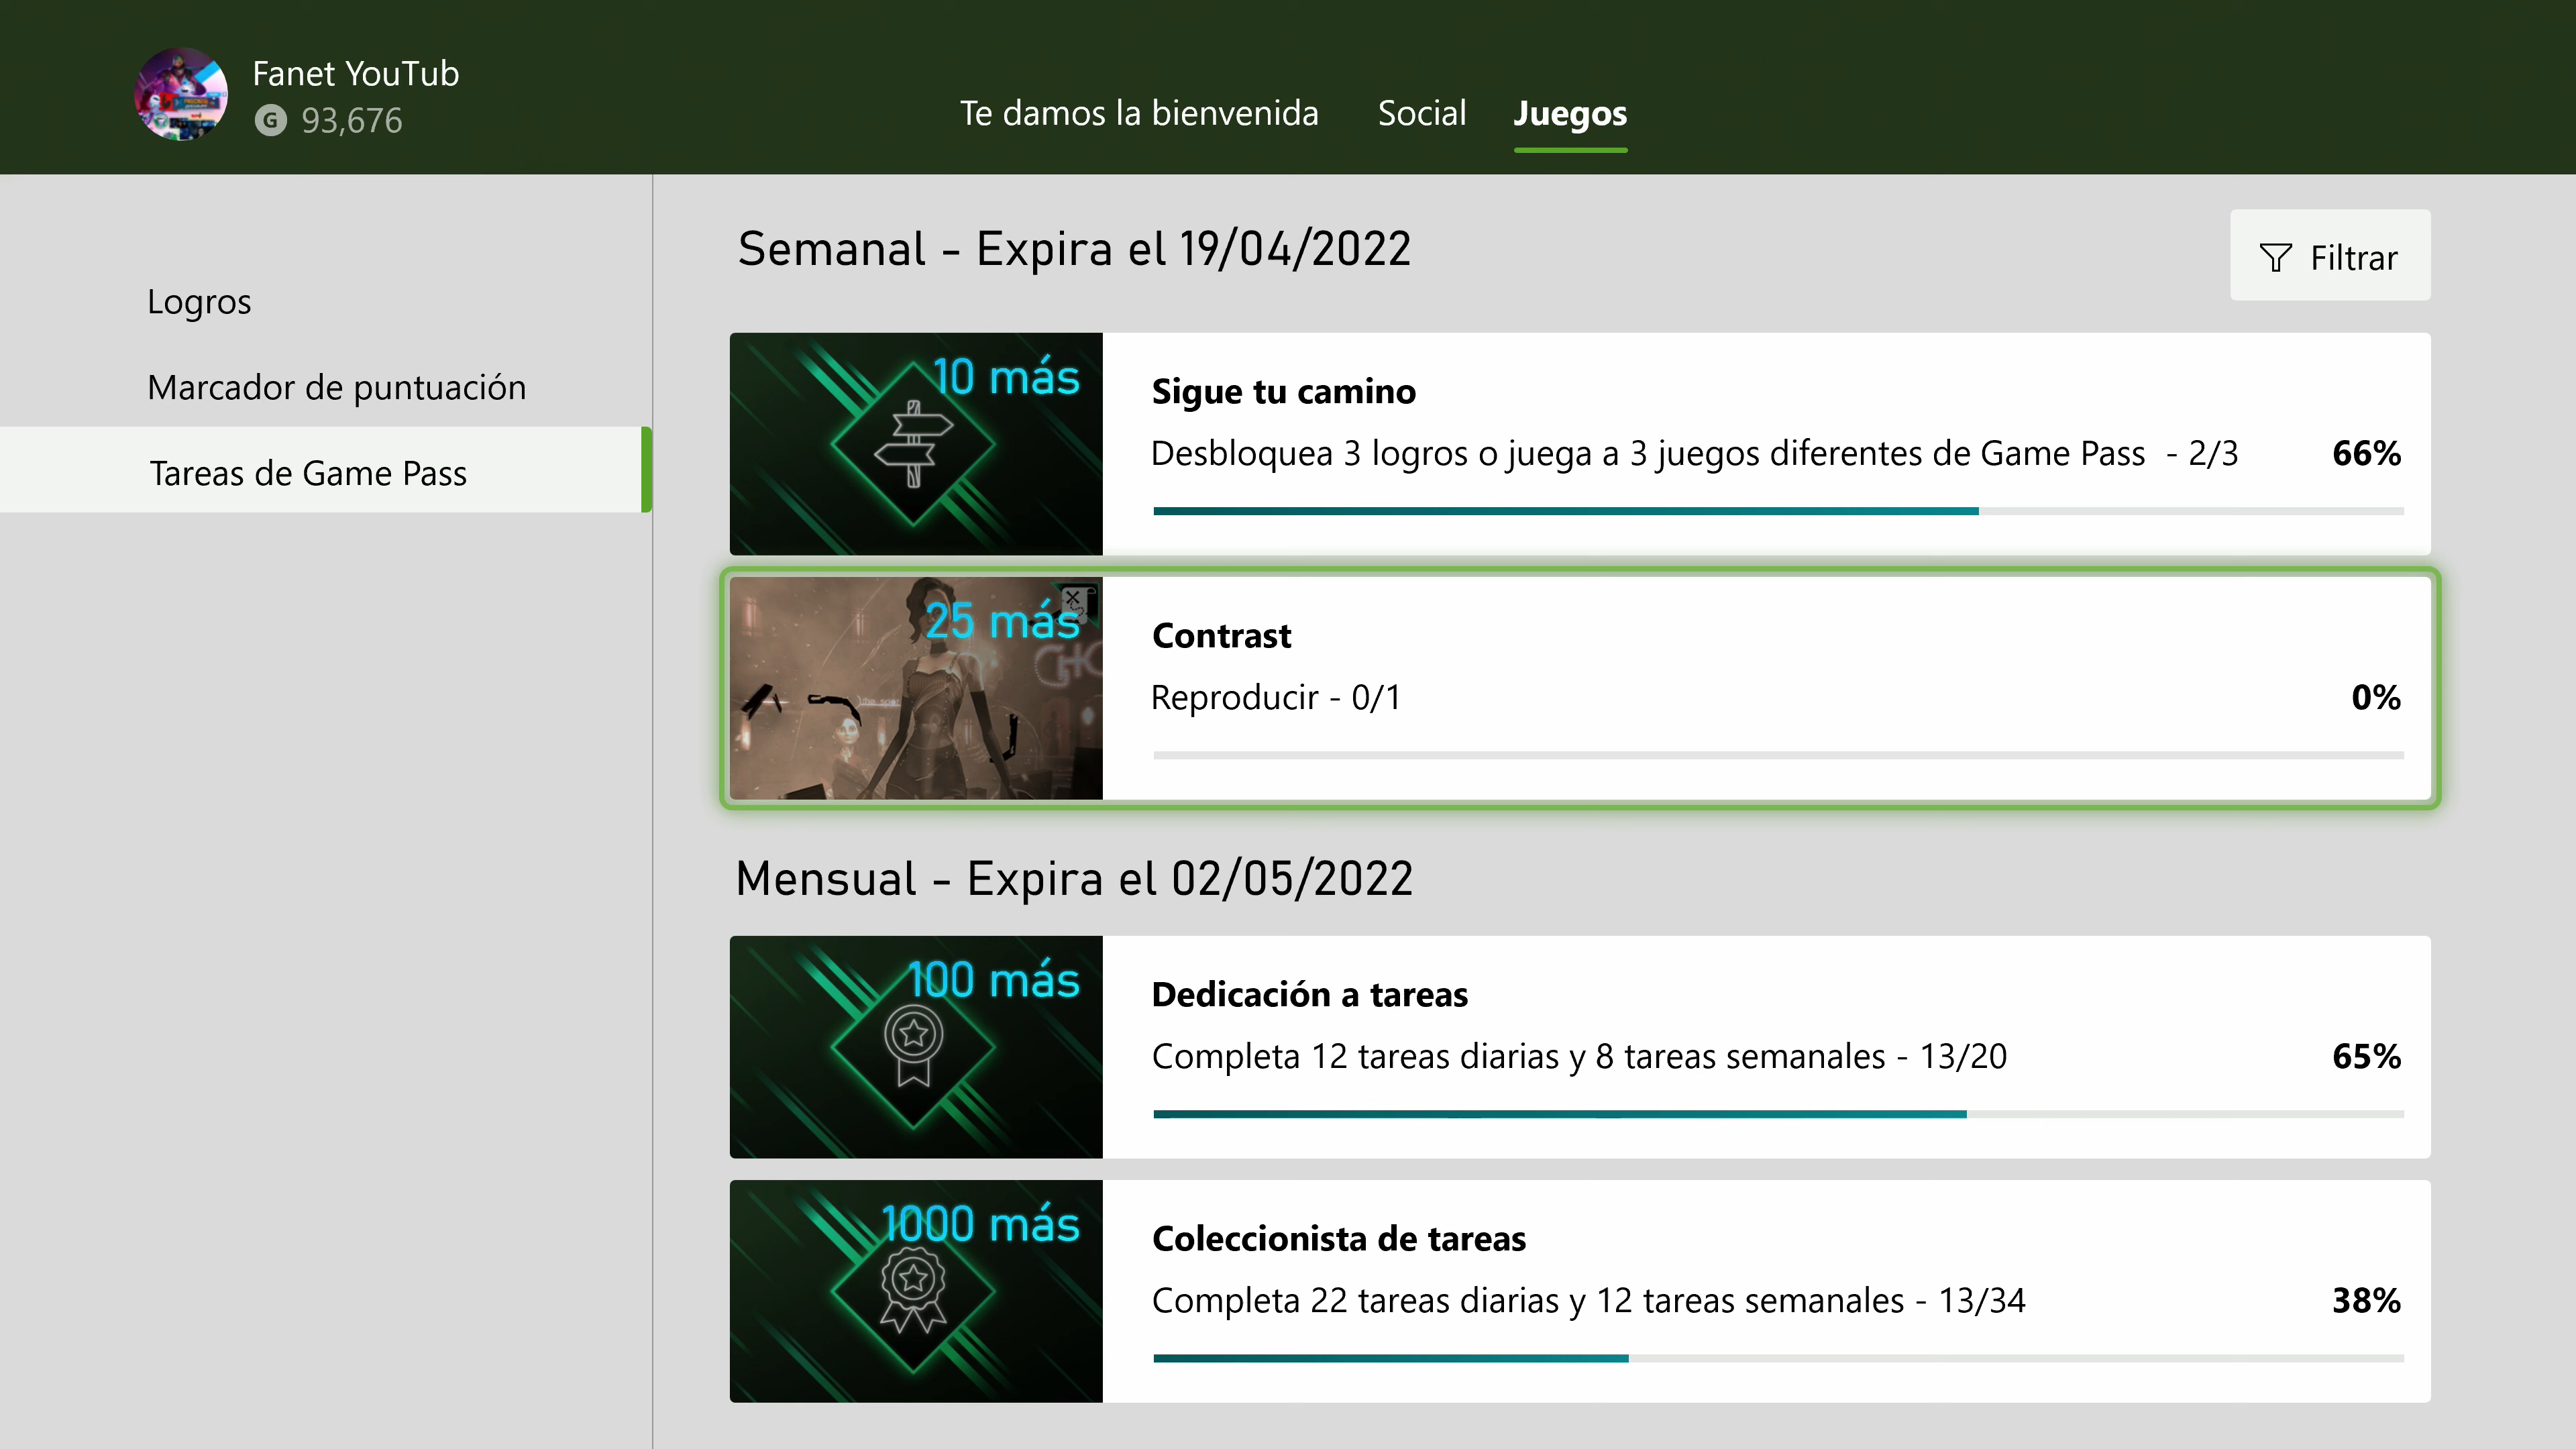 Fanet YouTub
G 93,676
Te damos la bienvenida
Social
Juegos
Logros
Marcador de puntuación
Tareas de Game Pass
Semanal - Expira el 19/04/2022
Filtrar
10 más
Sigue tu camino
Desbloquea 3 logros o juega a 3 juegos diferentes de Game Pass - 2/3
66%
25 más
Contrast
Reproducir - 0/1
0%
Mensual - Expira el 02/05/2022
100 más
Dedicación a tareas
Completa 12 tareas diarias y 8 tareas semanales - 13/20
65%
1000 más
Coleccionista de tareas
Completa 22 tareas diarias y 12 tareas semanales - 13/34
38%